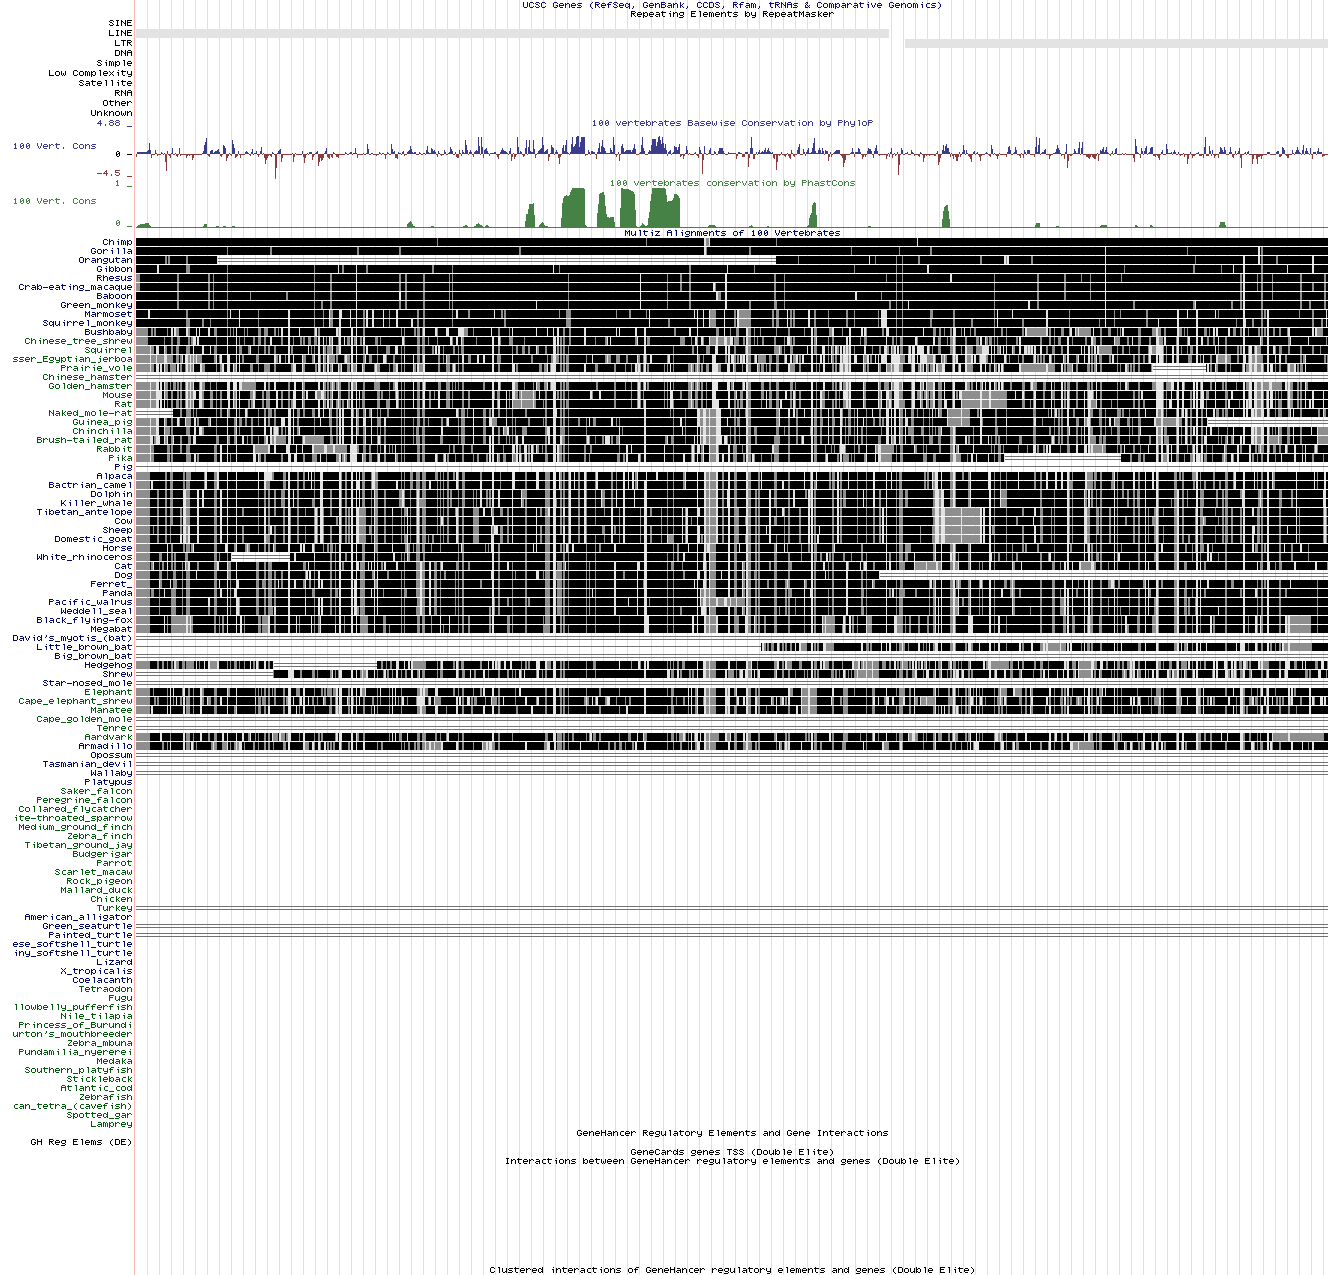 UCSC Genes (RefSeq, GenBank, CCDS, Rfam, tRNAs & Comparative Genomics)
Repeating Elements by RepeatMasker
SINE
LINE
LTR
DNA
Simple
Low Complexity
Satellite
RNA
Other
Unknown
4.88 _
100 vertebrates Basewise Conservation by PhyloP
100 Vert. Cons
0 _
-4.5 _
1 _
100 vertebrates conservation by PhastCons
100 Vert. Cons
0 _
Multiz Alignments of 100 Vertebrates
Chimp
Gorilla
Orangutan
Gibbon
Rhesus
Crab-eating_macaque
Baboon
Green_monkey
Marmoset
Squirrel_monkey
Bushbaby
Chinese_tree_shrew
Squirrel
sser_Egyptian_jerboa
Prairie_vole
Chinese_hamster
Golden_hamster
Mouse
Rat
Naked_mole-rat
Guinea_pig
Chinchilla
Brush-tailed_rat
Rabbit
Pika
Pig
Alpaca
Bactrian_camel
Dolphin
Killer_whale
Tibetan_antelope
Cow
Sheep
Domestic_goat
Horse
White_rhinoceros
Cat
Dog
Ferret_
Panda
Pacific_walrus
Weddell_seal
Black_flying-fox
Megabat
David's_myotis_(bat)
Little_brown_bat
Big_brown_bat
Hedgehog
Shrew
Star-nosed_mole
Elephant
Cape_elephant_shrew
Manatee
Cape_golden_mole
Tenrec
Aardvark
Armadillo
Opossum
Tasmanian_devil
Wallaby
Platypus
Saker_falcon
Peregrine_falcon
Collared_flycatcher
ite-throated_sparrow
Medium_ground_finch
Zebra_finch
Tibetan_ground_jay
Budgerigar
Parrot
Scarlet_macaw
Rock_pigeon
Mallard_duck
Chicken
Turkey
American_alligator
Green_seaturtle
Painted_turtle
ese_softshell_turtle
iny_softshell_turtle
Lizard
X_tropicalis
Coelacanth
Tetraodon
Fugu
llowbelly_pufferfish
Nile_tilapia
Princess_of_Burundi
urton's_mouthbreeder
Zebra_mbuna
Pundamilia_nyererei
Medaka
Southern_platyfish
Stickleback
Atlantic_cod
Zebrafish
can_tetra_(cavefish)
Spotted_gar
Lamprey
GeneHancer Regulatory Elements and Gene Interactions
GH Reg Elems (DE)
GeneCards genes TSS (Double Elite)
Interactions between GeneHancer regulatory elements and genes (Double Elite)
Clustered interactions of GeneHancer regulatory elements and genes (Double Elite)